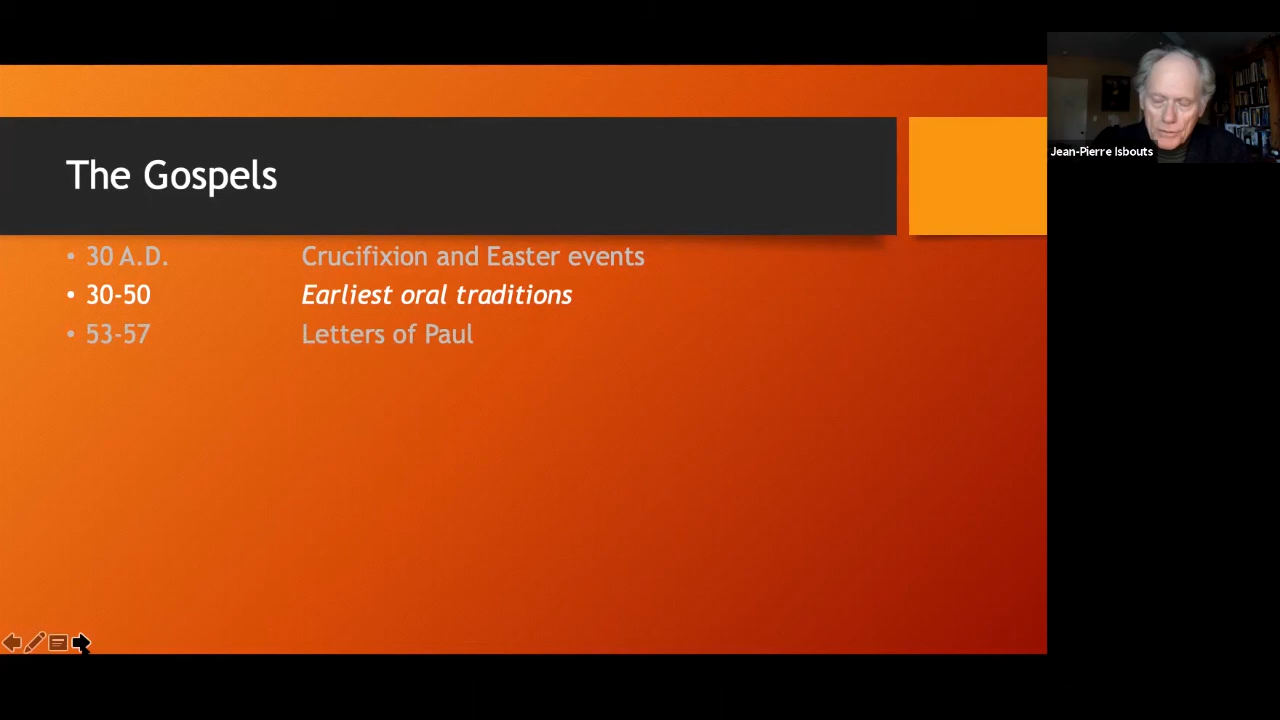 The Gospels
• 30 A.D. Crucifixion and Easter events
• 30-50 Earliest oral traditions
• 53-57 Letters of Paul
Jean-Pierre Isbouts